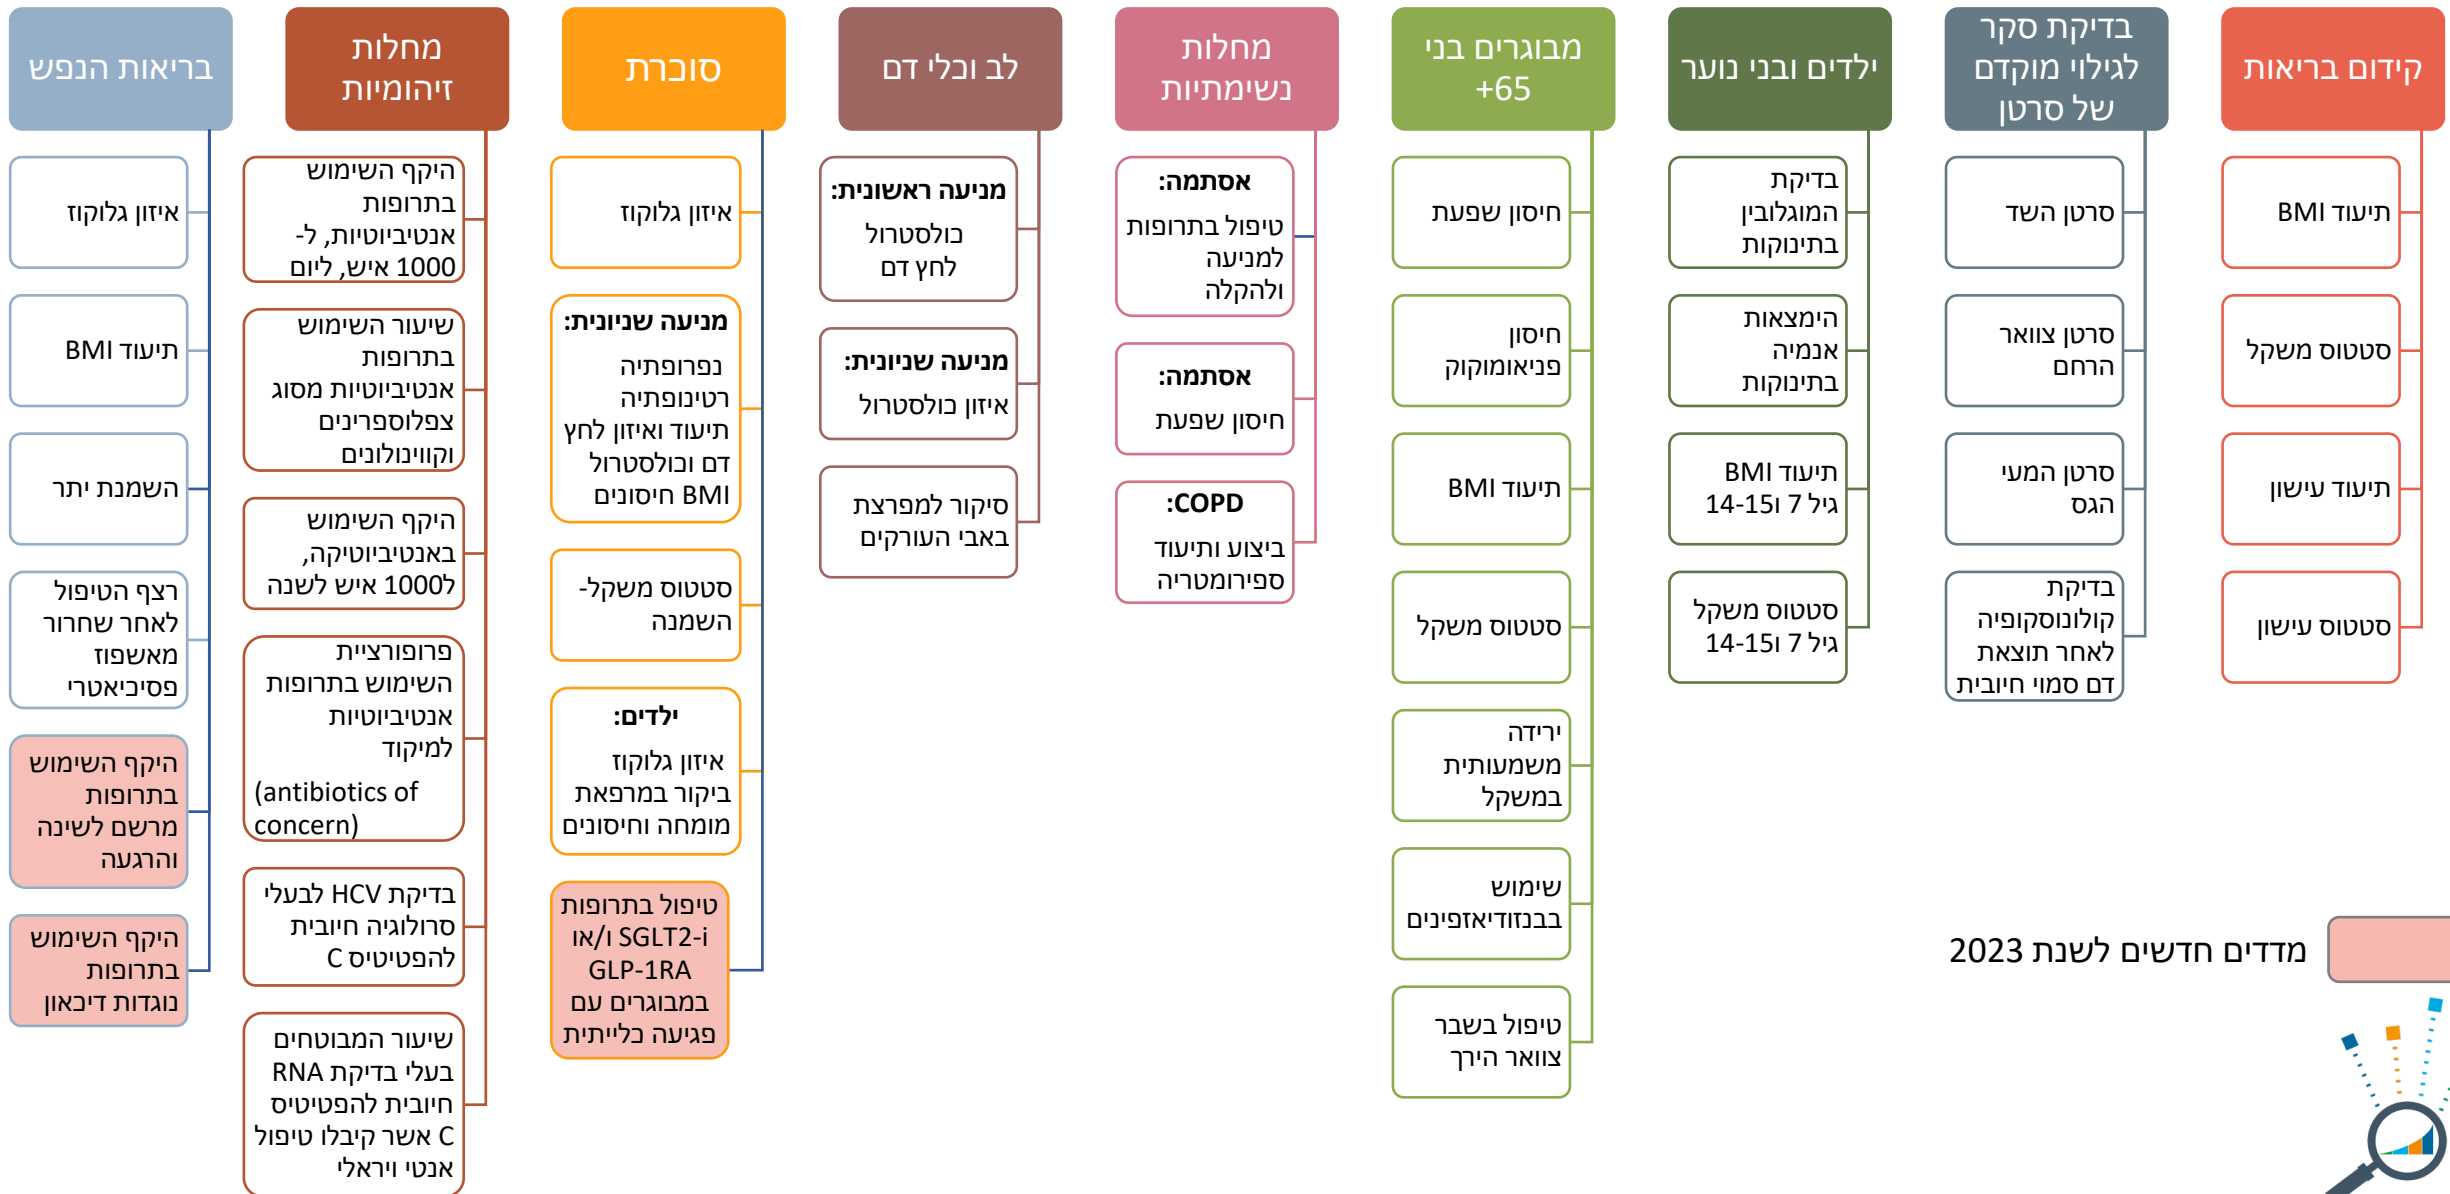 קידום בריאות
תיעוד BMI
סטטוס משקל
תיעוד עישון
סטטוס עישון
בדיקת סקר
לגילוי מוקדם
של סרטן
סרטן השד
סרטן צוואר
הרחם
סרטן המעי
הגס
בדיקת
קולונוסקופיה
לאחר תוצאת
דם סמוי חיובית
ילדים ובני נוער
בדיקת
המוגלובין
בתינוקות
הימצאות
אנמיה
בתינוקות
תיעוד BMI
גיל 7 ו14-15
סטטוס משקל
גיל 7 ו14-15
מבוגרים בני
65+
חיסון שפעת
חיסון
פניאומוקוק
תיעוד BMI
סטטוס משקל
ירידה
משמעותית
במשקל
שימוש
בבנזודיאזפינים
טיפול בשבר
צוואר הירך
מחלות
נשימתיות
אסתמה:
טיפול בתרופות
למניעה
ולהקלה
אסתמה:
חיסון שפעת
COPD:
ביצוע ותיעוד
ספירומטריה
לב וכלי דם
מניעה ראשונית:
כולסטרול
לחץ דם
מניעה שניונית:
איזון כולסטרול
סיקור למפרצת
באבי העורקים
סוכרת
איזון גלוקוז
מניעה שניונית:
נפרופתיה
רטינופתיה
תיעוד ואיזון לחץ
דם וכולסטרול
BMI חיסונים
סטטוס משקל-
השמנה
ילדים:
איזון גלוקוז
ביקור במרפאת
מומחה וחיסונים
טיפול בתרופות
SGLT2-i ו/או
GLP-1RA
במבוגרים עם
פגיעה כלייתית
מחלות
זיהומיות
היקף השימוש
בתרופות
אנטיביוטיות, ל-
1000 איש, ליום
שיעור השימוש
בתרופות
אנטיביוטיות מסוג
צפלוספרינים
וקווינולונים
היקף השימוש
באנטיביוטיקה,
ל1000 איש לשנה
פרופורציית
השימוש בתרופות
אנטיביוטיות
למיקוד
(antibiotics of
concern)
בדיקת HCV לבעלי
סרולוגיה חיובית
להפטיטיס C
שיעור המבוטחים
בעלי בדיקת RNA
חיובית להפטיטיס
C אשר קיבלו טיפול
אנטי ויראלי
בריאות הנפש
איזון גלוקוז
תיעוד BMI
השמנת יתר
רצף הטיפול
לאחר שחרור
מאשפוז
פסיכיאטרי
היקף השימוש
בתרופות
מרשם לשינה
והרגעה
היקף השימוש
בתרופות
נוגדות דיכאון
מדדים חדשים לשנת 2023